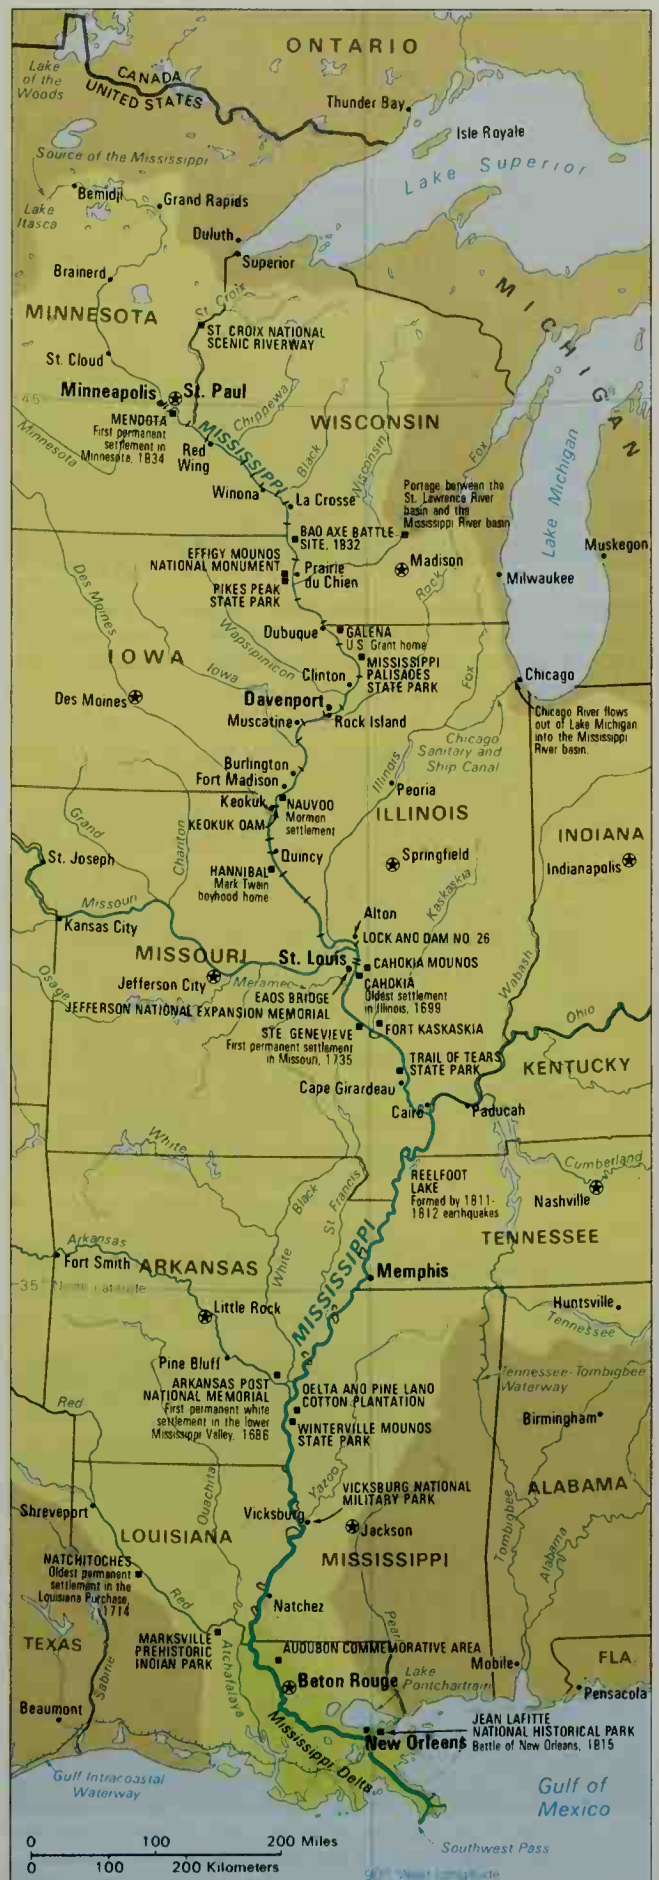 ONTARIO
Lake
of the
Woods
CANADA
UNITED STATES
Thunder Bay
Isle Royale
Lake Superior
Source of the Mississippi
Bemidji
Grand Rapids
Lake
Itasca
Duluth
Superior
Brainerd
MICHIGAN
MINNESOTA
St. Croix
ST. CROIX NATIONAL
SCENIC RIVERWAY
St. Cloud
Minneapolis
St. Paul
45
Chippewa
MENDOTA
First permanent
settlement in
Minnesota, 1834
WISCONSIN
MISSISSIPPI
Minnesota
Red
Wing
Black
Wisconsin
Fox
Lake Michigan
Winona
La Crosse
Portage between the
St. Lawrence River
basin and the
Mississippi River basin
BAO AXE BATTLE
SITE, 1832
Muskegon
EFFIGY MOUNOS
NATIONAL MONUMENT
Prairie
du Chien
Madison
Milwaukee
PIKES PEAK
STATE PARK
Rock
Des Moines
Wapsipinicon
Dubuque
GALENA
U.S. Grant home
IOWA
MISSISSIPPI
PALISADES
STATE PARK
Iowa
Fox
Clinton
Chicago
Des Moines
Davenport
Rock Island
Muscatine
Chicago River flows
out of Lake Michigan
into the Mississippi
River basin.
Chicago
Sanitary and
Ship Canal
Burlington
Fort Madison
Illinois
Peoria
Keokuk
NAUVOO
Mormon
settlement
ILLINOIS
KEOKUK OAM
INDIANA
Grand
Chariton
St. Joseph
Quincy
Springfield
Indianapolis
HANNIBAL
Mark Twain
boyhood home
Kaskaskia
Missouri
Kansas City
Alton
LOCK AND DAM NO. 26
MISSOURI
St. Louis
CAHOKIA MOUNOS
Jefferson City
Meramec
CAHOKIA
Oldest settlement
in Illinois, 1699
Wabash
Osage
EAOS BRIDGE
JEFFERSON NATIONAL EXPANSION MEMORIAL
Ohio
STE GENEVIEVE
First permanent settlement
in Missouri, 1735
FORT KASKASKIA
TRAIL OF TEARS
STATE PARK
KENTUCKY
Cape Girardeau
Cairo
Paducah
White
Cumberland
REELFOOT
LAKE
Formed by 1811-
1812 earthquakes
Black
St. Francis
Nashville
TENNESSEE
Arkansas
Fort Smith
ARKANSAS
White
MISSISSIPPI
Memphis
35° North Latitude
Little Rock
Huntsville
Tennessee
Pine Bluff
Tennessee-Tombigbee
Waterway
ARKANSAS POST
NATIONAL MEMORIAL
First permanent white
settlement in the lower
Mississippi Valley, 1686
OELTA AND PINE LAND
COTTON PLANTATION
Red
WINTERVILLE MOUNOS
STATE PARK
Birmingham
Ouachita
Yazoo
VICKSBURG NATIONAL
MILITARY PARK
ALABAMA
Shreveport
Vicksburg
Jackson
Tombigbee
Alabama
LOUISIANA
MISSISSIPPI
NATCHITOCHES
Oldest permanent
settlement in the
Louisiana Purchase,
1714
Red
Natchez
Pearl
TEXAS
MARKSVILLE
PREHISTORIC
INDIAN PARK
AUDUBON COMMEMORATIVE AREA
FLA
Sabine
Atchafalaya
Baton Rouge
Lake
Pontchartrain
Mobile
Pensacola
Beaumont
Mississippi Delta
New Orleans
JEAN LAFITTE
NATIONAL HISTORICAL PARK
Battle of New Orleans, 1815
Gulf Intracoastal
Waterway
Gulf of
Mexico
Southwest Pass
0 100 200 Miles
0 100 200 Kilometers
90° West Longitude